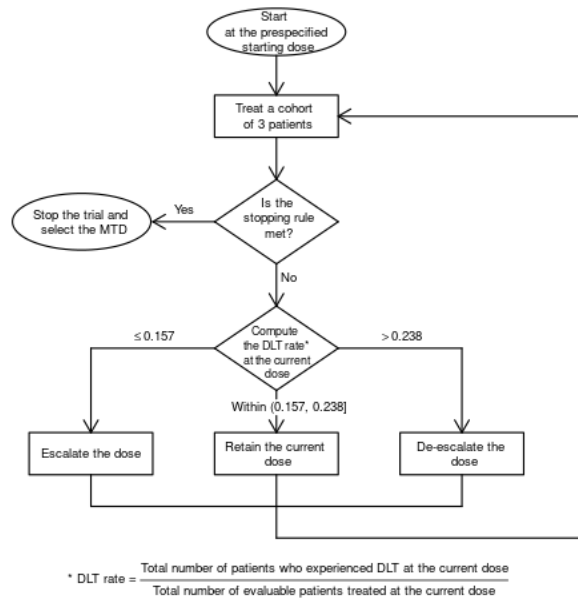 Start
at the prespecified
starting dose
Treat a cohort
of 3 patients
Is the
stopping rule
met?
Yes
Stop the trial and
select the MTD
No
Compute
the DLT rate*
at the current
dose
≤0.157
>0.238
Within (0.157, 0.238]
Escalate the dose
Retain the current
dose
De-escalate the
dose
* DLT rate = Total number of patients who experienced DLT at the current dose
Total number of evaluable patients treated at the current dose